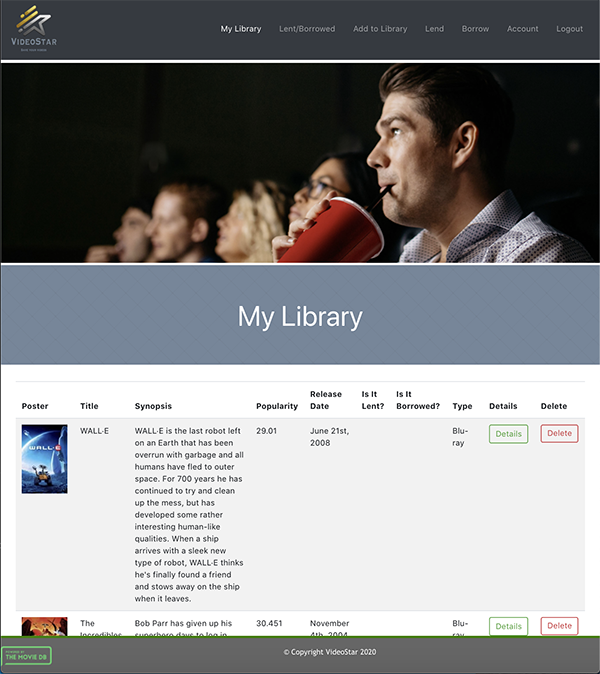 VIDEOSTAR
My Library Lent/Borrowed Add to Library Lend Borrow Account Logout
My Library
Poster Title Synopsis Popularity Release Date Is It Lent? Is It Borrowed? Type Details Delete
WALL·E
WALL·E
WALL·E is the last robot left
on an Earth that has been
overrun with garbage and all
humans have fled to outer
space. For 700 years he has
continued to try and clean
up the mess, but has
developed some rather
interesting human-like
qualities. When a ship
arrives with a sleek new
type of robot, WALL·E thinks
he's finally found a friend
and stows away on the ship
when it leaves.
29.01
June 21st,
2008
Blu-
ray
Details
Delete
The
Incredibles
Bob Parr has given up his
superhero days to log in
30.451
November
4th, 2004
Blu-
ray
Details
Delete
POWERED BY
THE MOVIE DB
© Copyright VideoStar 2020